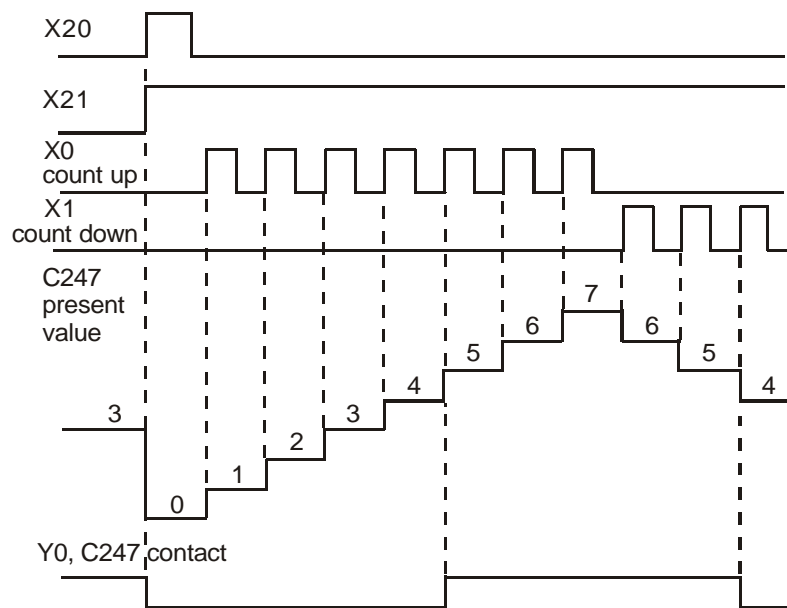 X20
X21
X0
count up
X1
count down
C247
present
value
7
6
6
5
5
4
4
3
3
2
1
0
Y0, C247 contact